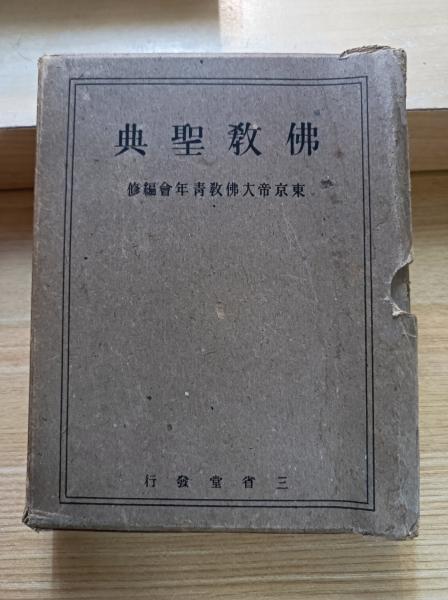 佛教聖典
東京帝大佛教靑年會編修
三省堂發行